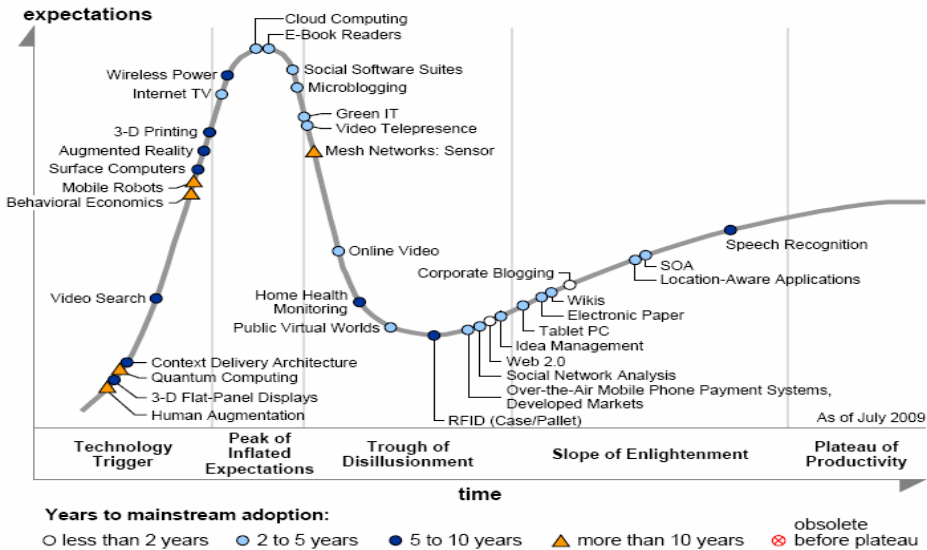 expectations
Cloud Computing
E-Book Readers
Wireless Power
Social Software Suites
Internet TV
Microblogging
Green IT
3-D Printing
Video Telepresence
Augmented Reality
Mesh Networks: Sensor
Surface Computers
Mobile Robots
Behavioral Economics
Online Video
Speech Recognition
SOA
Corporate Blogging
Location-Aware Applications
Video Search
Home Health
Monitoring
Wikis
Public Virtual Worlds
Electronic Paper
Tablet PC
Idea Management
Web 2.0
Context Delivery Architecture
Quantum Computing
Social Network Analysis
3-D Flat-Panel Displays
Over-the-Air Mobile Phone Payment Systems,
Developed Markets
Human Augmentation
RFID (Case/Pallet)
As of July 2009
Technology
Trigger
Peak of
Inflated
Expectations
Trough of
Disillusionment
Slope of Enlightenment
Plateau of
Productivity
time
Years to mainstream adoption:
less than 2 years
2 to 5 years
5 to 10 years
more than 10 years
obsolete
before plateau